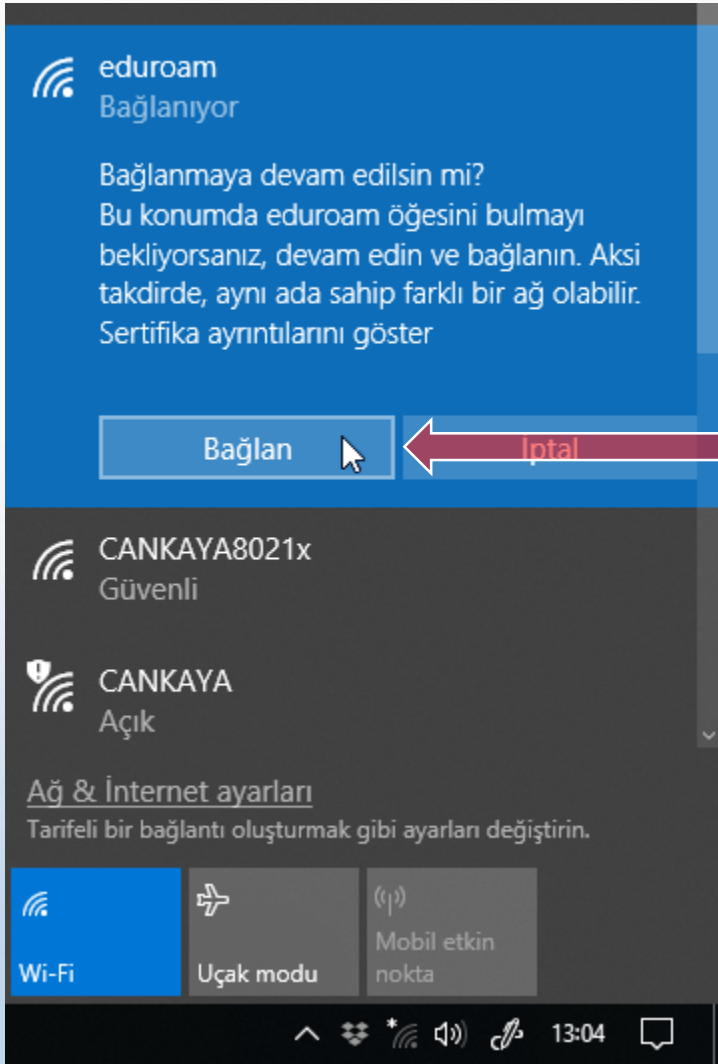 eduroam
Bağlanıyor
Bağlanmaya devam edilsin mi?
Bu konumda eduroam öğesini bulmayı
bekliyorsanız, devam edin ve bağlanın. Aksi
takdirde, aynı ada sahip farklı bir ağ olabilir.
Sertifika ayrıntılarını göster
Bağlan
İptal
CANKAYA8021x
Güvenli
CANKAYA
Açık
Ağ & İnternet ayarları
Tarifeli bir bağlantı oluşturmak gibi ayarları değiştirin.
Wi-Fi
Uçak modu
Mobil etkin
nokta
13:04